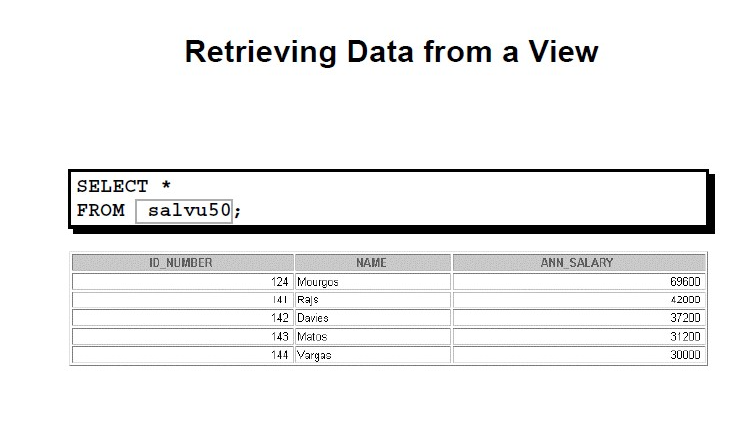 Retrieving Data from a View
SELECT *
FROM salvu50;
ID_NUMBER NAME ANN_SALARY
124 Mourgos 69600
141 Rajs 42000
142 Davies 37200
143 Matos 31200
144 Vargas 30000